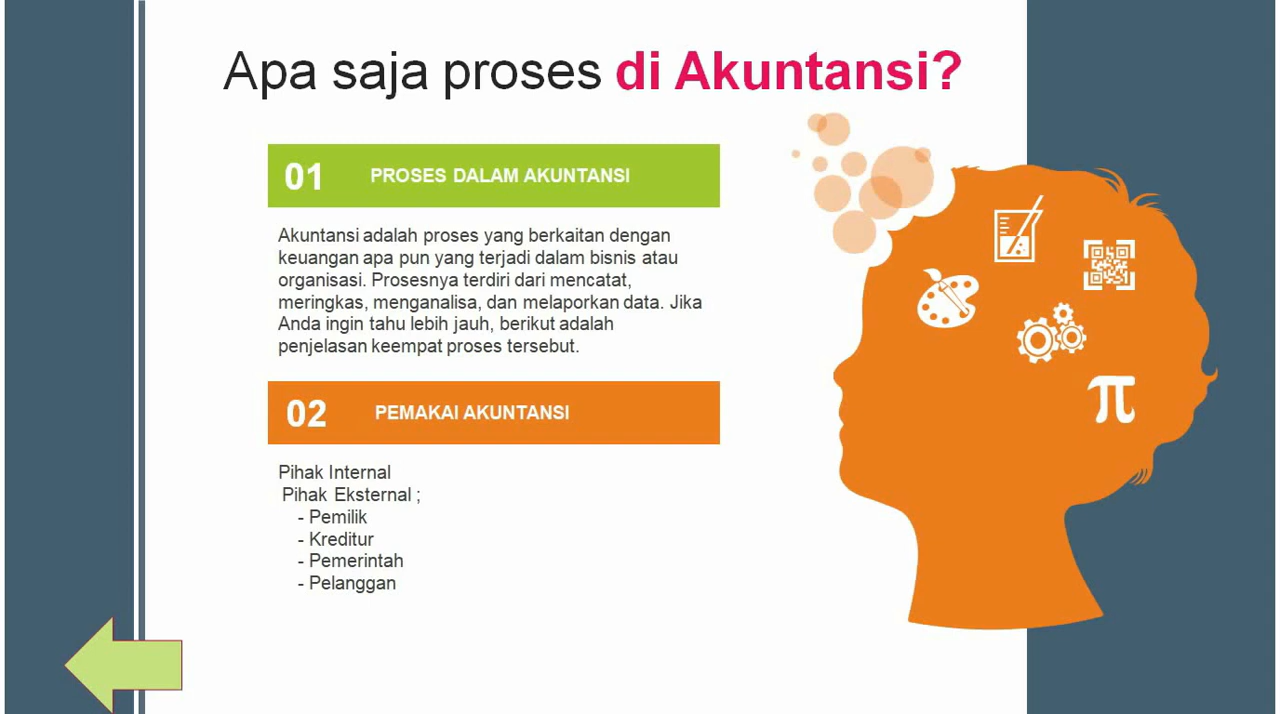 Apa saja proses di Akuntansi?
01 PROSES DALAM AKUNTANSI
Akuntansi adalah proses yang berkaitan dengan
keuangan apa pun yang terjadi dalam bisnis atau
organisasi. Prosesnya terdiri dari mencatat,
meringkas, menganalisa, dan melaporkan data. Jika
Anda ingin tahu lebih jauh, berikut adalah
penjelasan keempat proses tersebut.
02 PEMAKAI AKUNTANSI
Pihak Internal
Pihak Eksternal ;
- Pemilik
- Kreditur
- Pemerintah
- Pelanggan
π